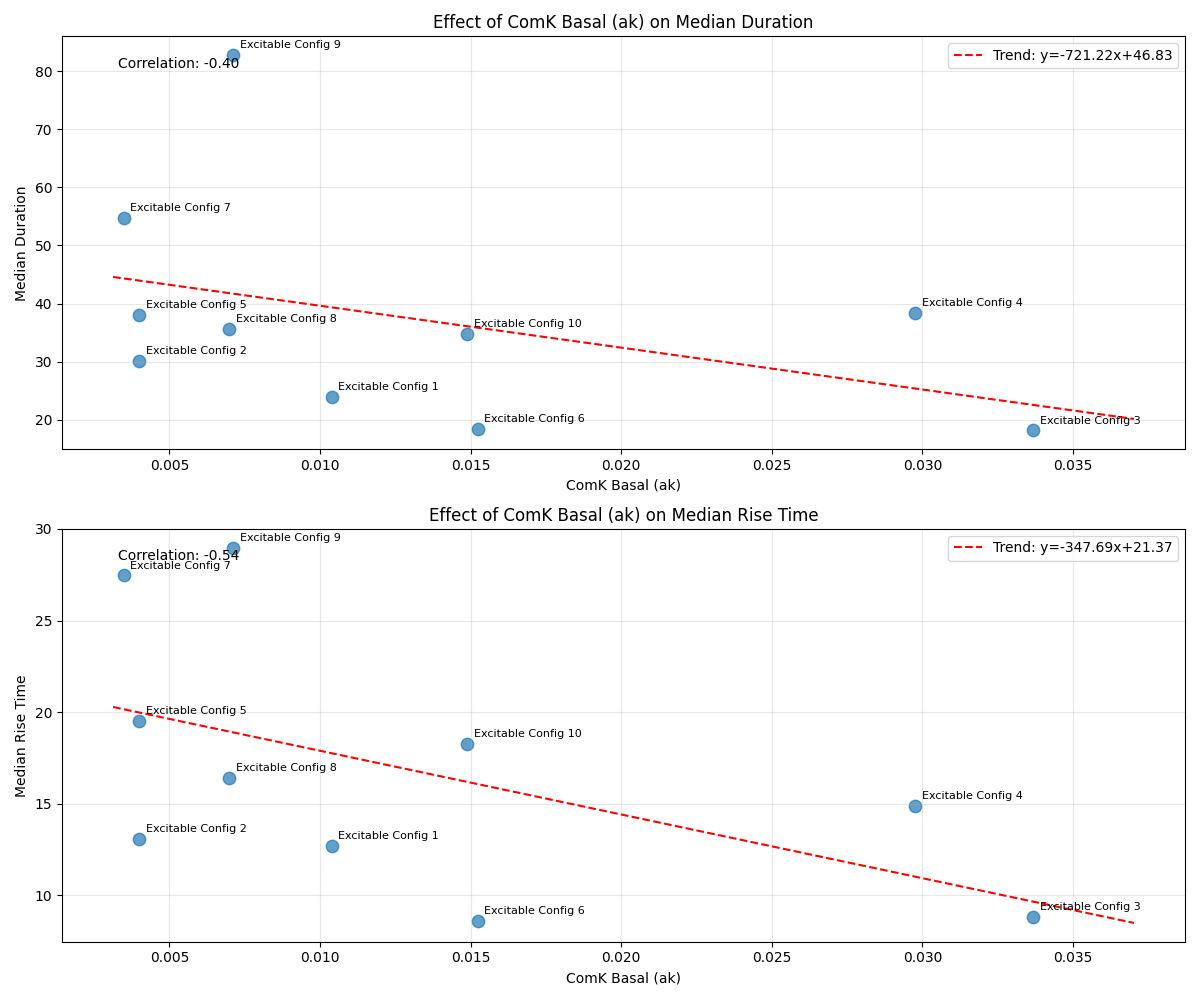 Effect of ComK Basal (ak) on Median Duration
Excitable Config 9
Correlation: -0.40
Trend: y=-721.22x+46.83
80
70
60
Excitable Config 7
50
Median Duration
40
Excitable Config 5
Excitable Config 4
Excitable Config 8
Excitable Config 10
Excitable Config 2
30
Excitable Config 1
20
Excitable Config 6
Excitable Config 3
0.005 0.010 0.015 0.020 0.025 0.030 0.035
ComK Basal (ak)
Effect of ComK Basal (ak) on Median Rise Time
30
Excitable Config 9
Correlation: -0.54
Trend: y=-347.69x+21.37
Excitable Config 7
25
20
Excitable Config 5
Excitable Config 10
Median Rise Time
Excitable Config 8
15
Excitable Config 4
Excitable Config 2
Excitable Config 1
10
Excitable Config 6
Excitable Config 3
0.005 0.010 0.015 0.020 0.025 0.030 0.035
ComK Basal (ak)